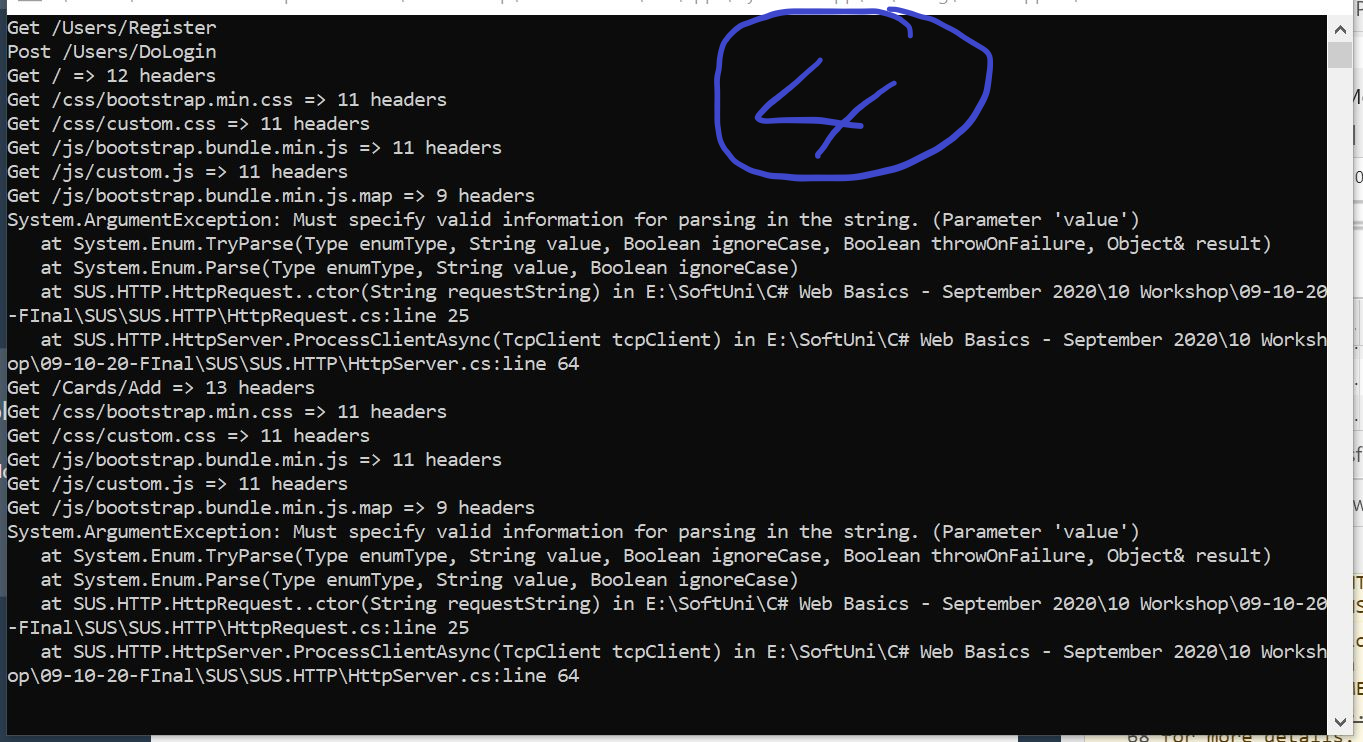 Get /Users/Register
Post /Users/DoLogin
Get / => 12 headers
Get /css/bootstrap.min.css => 11 headers
Get /css/custom.css => 11 headers
Get /js/bootstrap.bundle.min.js => 11 headers
Get /js/custom.js => 11 headers
Get /js/bootstrap.bundle.min.js.map => 9 headers
System.ArgumentException: Must specify valid information for parsing in the string. (Parameter 'value')
   at System.Enum.TryParse(Type enumType, String value, Boolean ignoreCase, Boolean throwOnFailure, Object& result)
   at System.Enum.Parse(Type enumType, String value, Boolean ignoreCase)
   at SUS.HTTP.HttpRequest..ctor(String requestString) in E:\SoftUni\C# Web Basics - September 2020\10 Workshop\09-10-20
-FInal\SUS\SUS.HTTP\HttpRequest.cs:line 25
   at SUS.HTTP.HttpServer.ProcessClientAsync(TcpClient tcpClient) in E:\SoftUni\C# Web Basics - September 2020\10 Worksh
op\09-10-20-FInal\SUS\SUS.HTTP\HttpServer.cs:line 64
Get /Cards/Add => 13 headers
Get /css/bootstrap.min.css => 11 headers
Get /css/custom.css => 11 headers
Get /js/bootstrap.bundle.min.js => 11 headers
Get /js/custom.js => 11 headers
Get /js/bootstrap.bundle.min.js.map => 9 headers
System.ArgumentException: Must specify valid information for parsing in the string. (Parameter 'value')
   at System.Enum.TryParse(Type enumType, String value, Boolean ignoreCase, Boolean throwOnFailure, Object& result)
   at System.Enum.Parse(Type enumType, String value, Boolean ignoreCase)
   at SUS.HTTP.HttpRequest..ctor(String requestString) in E:\SoftUni\C# Web Basics - September 2020\10 Workshop\09-10-20
-FInal\SUS\SUS.HTTP\HttpRequest.cs:line 25
   at SUS.HTTP.HttpServer.ProcessClientAsync(TcpClient tcpClient) in E:\SoftUni\C# Web Basics - September 2020\10 Worksh
op\09-10-20-FInal\SUS\SUS.HTTP\HttpServer.cs:line 64
4
68 for more details.